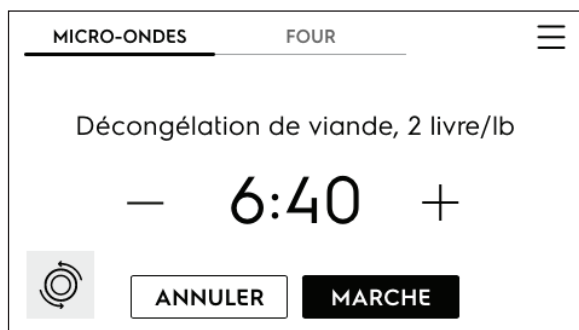 MICRO-ONDES FOUR
Décongélation de viande, 2 livre/lb
— 6:40 +
ANNULER MARCHE